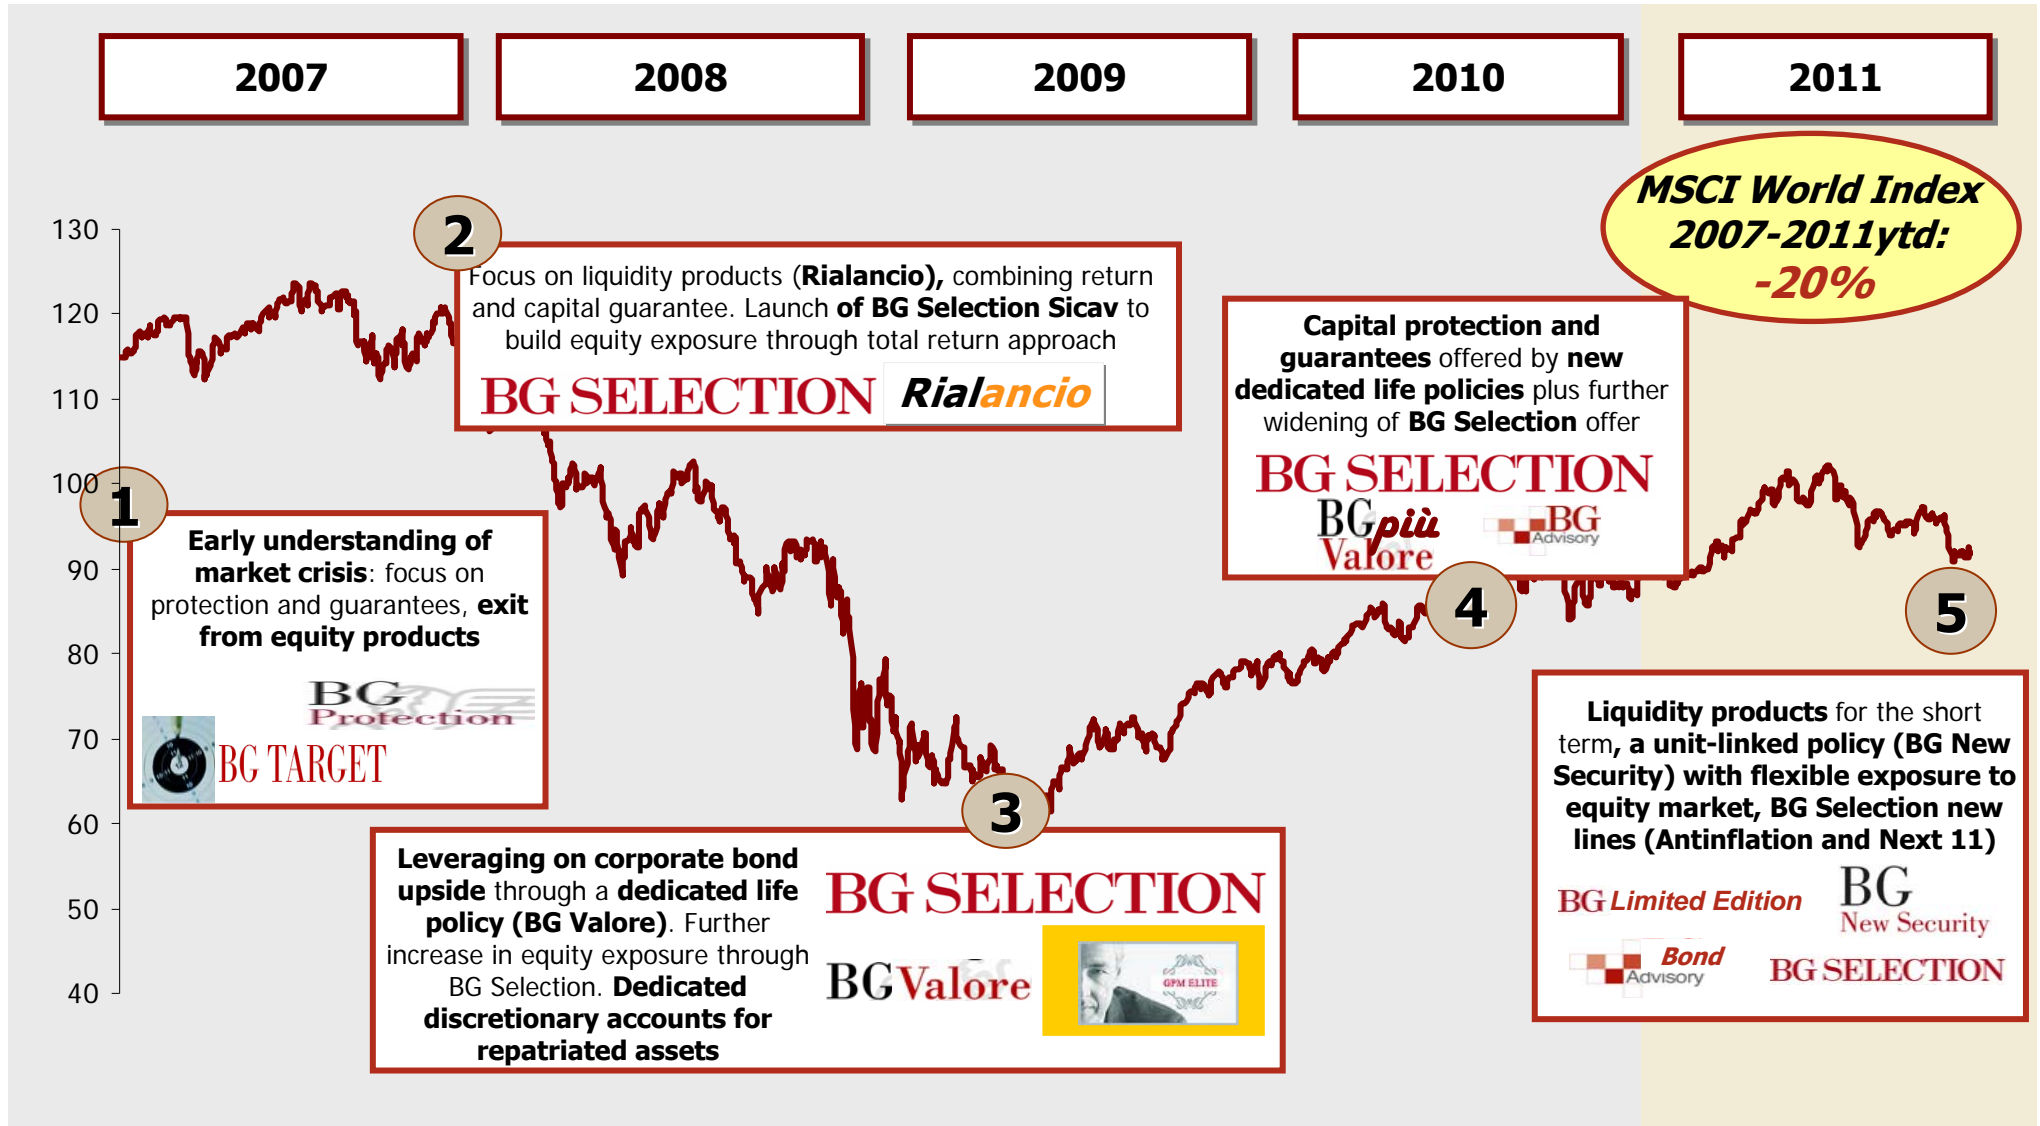 2007
2008
2009
2010
2011
MSCI World Index
2007-2011ytd:
-20%
130
120
110
100
90
80
70
60
50
40
1
Early understanding of
market crisis: focus on
protection and guarantees, exit
from equity products
BG
Protection
BG TARGET
2
Focus on liquidity products (Rialancio), combining return
and capital guarantee. Launch of BG Selection Sicav to
build equity exposure through total return approach
BG SELECTION
Rialancio
3
Leveraging on corporate bond
upside through a dedicated life
policy (BG Valore). Further
increase in equity exposure through
BG Selection. Dedicated
discretionary accounts for
repatriated assets
BG SELECTION
BG Valore
GPM ELITE
Capital protection and
guarantees offered by new
dedicated life policies plus further
widening of BG Selection offer
BG SELECTION
BG più
Valore
BG
Advisory
4
5
Liquidity products for the short
term, a unit-linked policy (BG New
Security) with flexible exposure to
equity market, BG Selection new
lines (Antinflation and Next 11)
BG Limited Edition
BG
New Security
Bond
Advisory
BG SELECTION